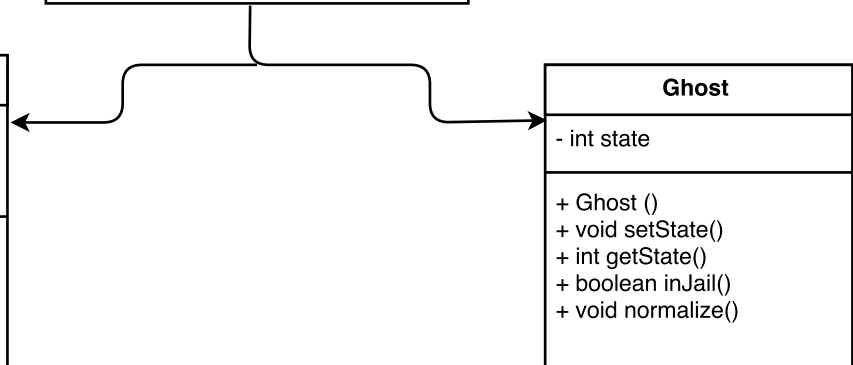 Ghost
- int state
+ Ghost ()
+ void setState()
+ int getState()
+ boolean inJail()
+ void normalize()